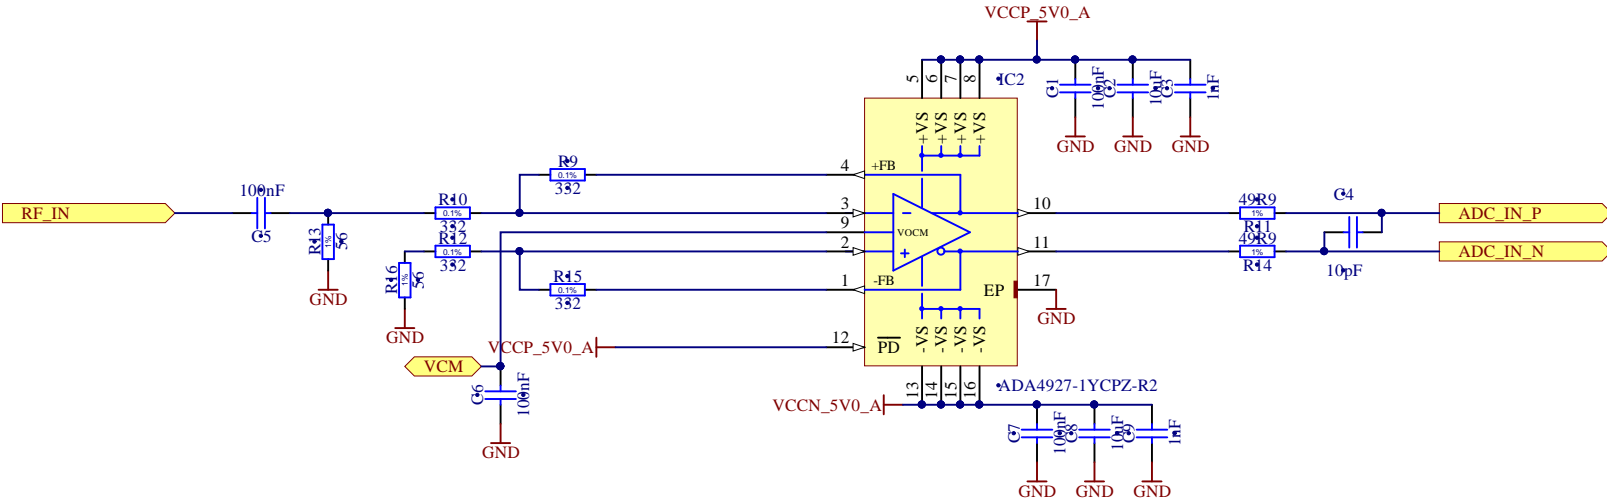 VCCP_5V0_A
5
6
7
8
IC2
C1
100nF
C2
10uF
C3
1nF
GND
GND
GND
+VS
+VS
+VS
+VS
R9
0.1%
332
4
+FB
100nF
C5
RF_IN
R10
0.1%
332
3
10
49R9
1%
R11
C4
10pF
ADC_IN_P
R13
1%
56
GND
9
VOCM
R12
0.1%
332
2
11
49R9
1%
R14
ADC_IN_N
R16
1%
56
GND
R15
0.1%
332
1
-FB
EP
17
GND
VCCP_5V0_A
12
PD
-VS
-VS
-VS
-VS
VCM
C6
100nF
GND
13
14
15
16
ADA4927-1YCPZ-R2
VCCN_5V0_A
C7
100nF
C8
10uF
C9
1nF
GND
GND
GND